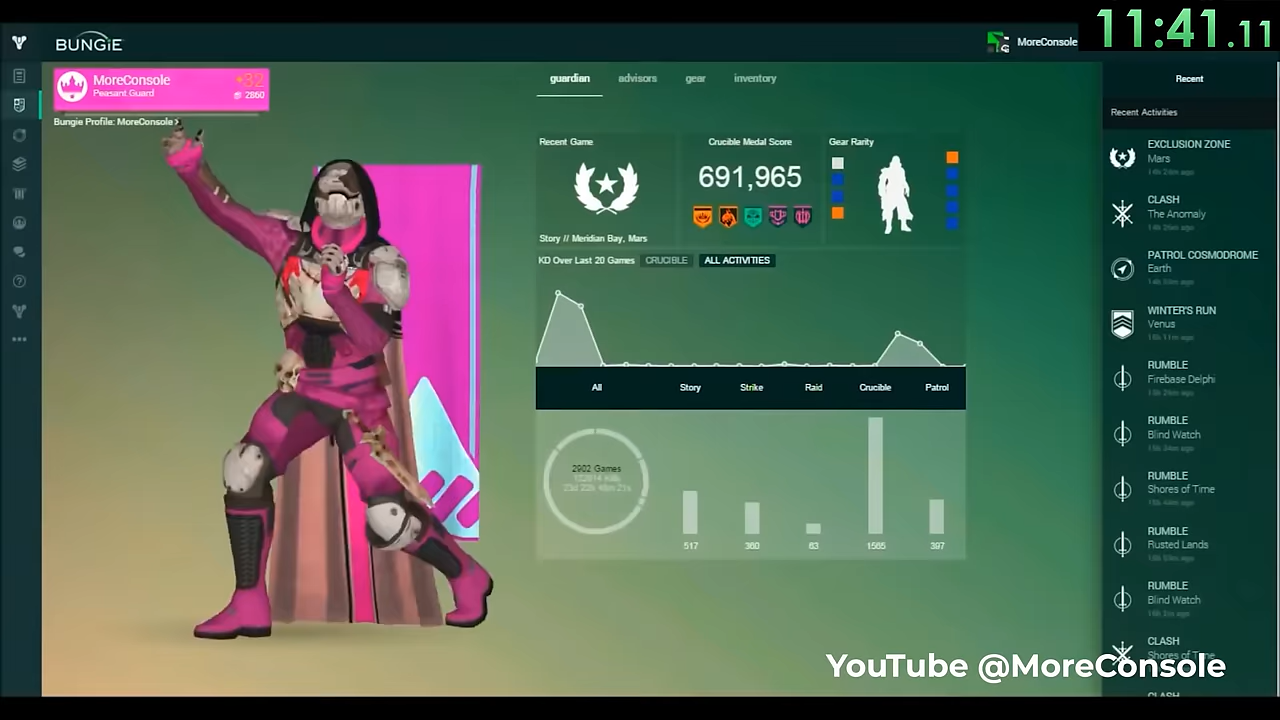 11:41.11
BUNGiE
MoreConsole
MoreConsole
Peasant Guard
+32
2860
Bungie Profile: MoreConsole >
guardian
advisors
gear
inventory
Recent Game
Story // Meridian Bay, Mars
Crucible Medal Score
691,965
Gear Rarity
KD Over Last 20 Games
CRUCIBLE
ALL ACTIVITIES
All
Story
Strike
Raid
Crucible
Patrol
2902 Games
517
360
63
1565
397
Recent
Recent Activities
EXCLUSION ZONE
Mars
CLASH
The Anomaly
PATROL COSMODROME
Earth
WINTER'S RUN
Venus
RUMBLE
Firebase Delphi
RUMBLE
Blind Watch
RUMBLE
Shores of Time
RUMBLE
Rusted Lands
RUMBLE
Blind Watch
CLASH
Shores of Time
CLASH
YouTube @MoreConsole